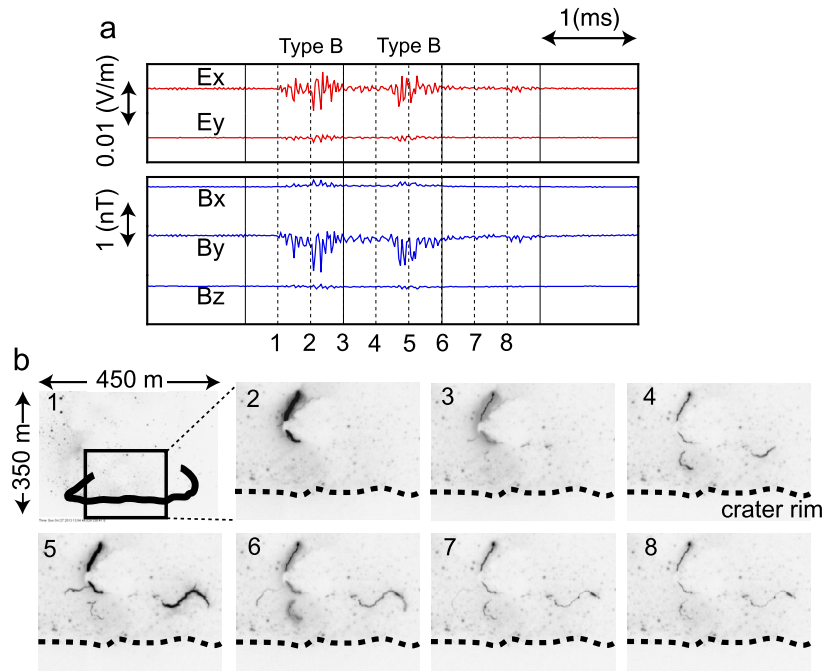 a
1(ms)
Type B Type B
0.01 (V/m)
Ex
Ey
1 (nT)
Bx
By
Bz
1 2 3 4 5 6 7 8
b
450 m
350 m
1
2
3
4
crater rim
5
6
7
8